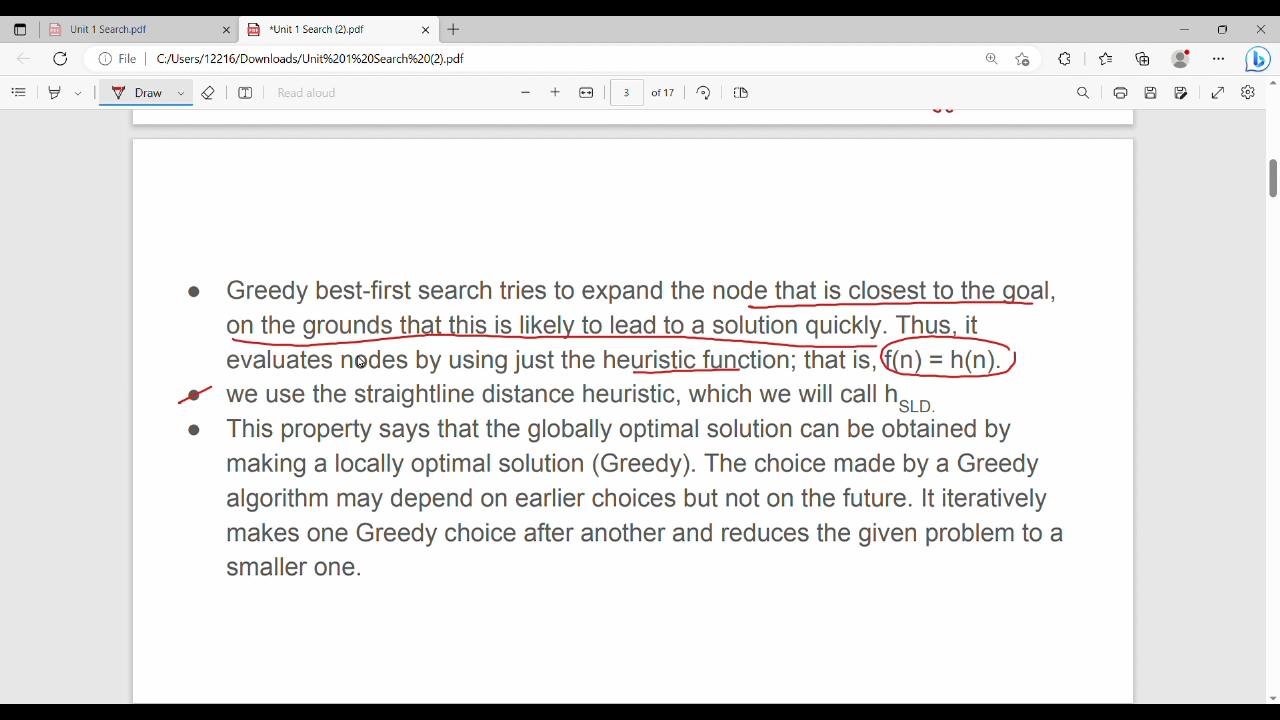 Unit 1 Search.pdf
*Unit 1 Search (2).pdf
File
C:/Users/12216/Downloads/Unit%201%20Search%20(2).pdf
Draw
Read aloud
3 of 17
● Greedy best-first search tries to expand the node that is closest to the goal,
on the grounds that this is likely to lead to a solution quickly. Thus, it
evaluates nodes by using just the heuristic function; that is, f(n) = h(n).
● we use the straightline distance heuristic, which we will call hSLD.
● This property says that the globally optimal solution can be obtained by
making a locally optimal solution (Greedy). The choice made by a Greedy
algorithm may depend on earlier choices but not on the future. It iteratively
makes one Greedy choice after another and reduces the given problem to a
smaller one.